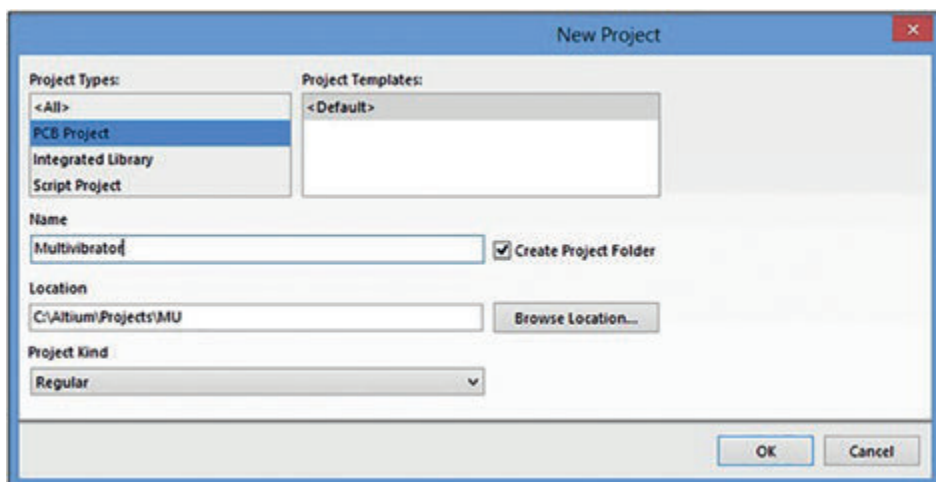 New Project
Project Types:
Project Templates:
<All>
<Default>
PCB Project
Integrated Library
Script Project
Name
Multivibrator
Create Project Folder
Location
C:\Altium\Projects\MU
Browse Location...
Project Kind
Regular
OK
Cancel